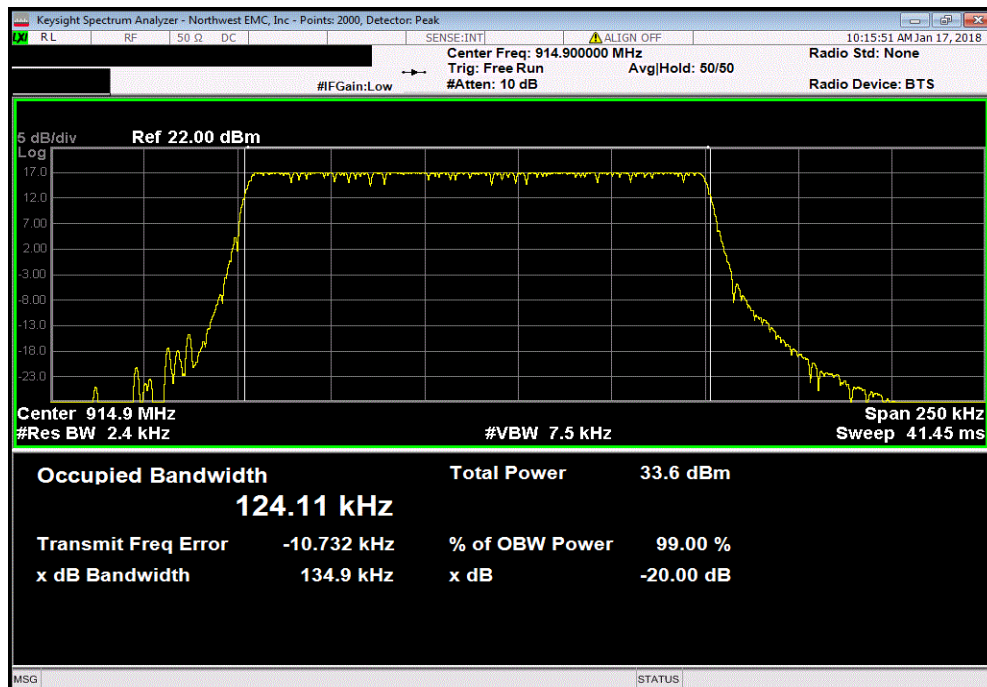 Keysight Spectrum Analyzer - Northwest EMC, Inc - Points: 2000, Detector: Peak
LXI RL RF 50 Ω DC SENSE:INT ALIGN OFF 10:15:51 AM Jan 17, 2018
Center Freq: 914.900000 MHz Radio Std: None
Trig: Free Run Avg|Hold: 50/50
#IFGain:Low #Atten: 10 dB Radio Device: BTS
5 dB/div Ref 22.00 dBm
Log
17.0
12.0
7.00
2.00
-3.00
-8.00
-13.0
-18.0
-23.0
Center 914.9 MHz Span 250 kHz
#Res BW 2.4 kHz #VBW 7.5 kHz Sweep 41.45 ms
Occupied Bandwidth Total Power 33.6 dBm
124.11 kHz
Transmit Freq Error -10.732 kHz % of OBW Power 99.00 %
x dB Bandwidth 134.9 kHz x dB -20.00 dB
MSG STATUS